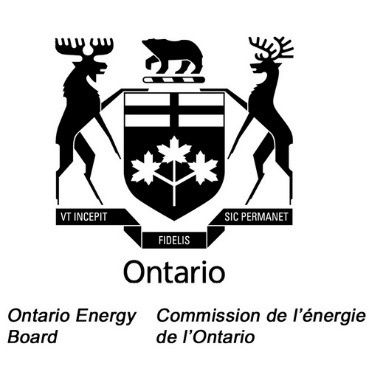 VT INCEPIT
SIC PERMANET
FIDELIS
Ontario
Ontario Energy
Board
Commission de l'énergie
de l'Ontario